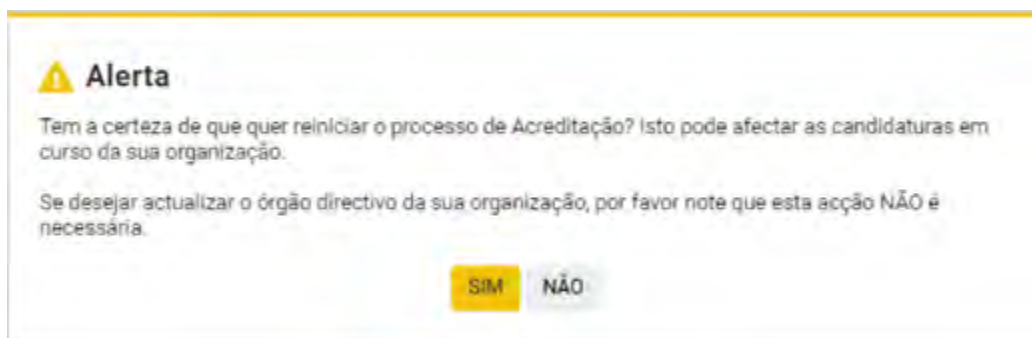 Alerta
Tem a certeza de que quer reiniciar o processo de Acreditação? Isto pode afectar as candidaturas em
curso da sua organização.
Se desejar actualizar o órgão directivo da sua organização, por favor note que esta acção NÃO é
necessária.
SIM NÃO